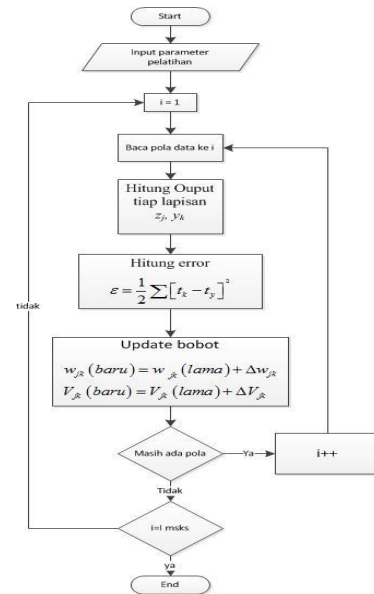 Start
Input parameter
pelatihan
i = 1
Baca pola data ke i
Hitung Ouput
tiap lapisan
z_j, y_k
Hitung error
ε = 1/2 ∑[t_k − t_y]²
tidak
Update bobot
w_jk (baru) = w_jk (lama) + Δw_jk
V_jk (baru) = V_jk (lama) + ΔV_jk
Masih ada pola
Ya
i++
Tidak
i=I msks
ya
End